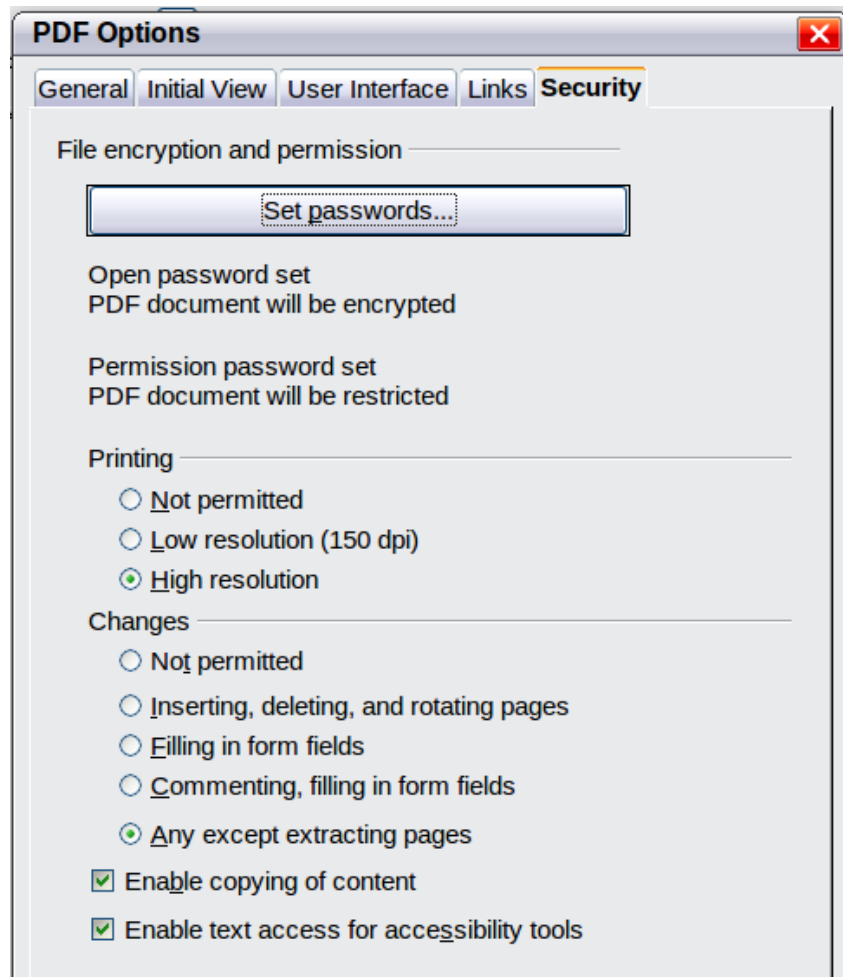 PDF Options
General Initial View User Interface Links Security
File encryption and permission
Set passwords...
Open password set
PDF document will be encrypted
Permission password set
PDF document will be restricted
Printing
Not permitted
Low resolution (150 dpi)
High resolution
Changes
Not permitted
Inserting, deleting, and rotating pages
Filling in form fields
Commenting, filling in form fields
Any except extracting pages
Enable copying of content
Enable text access for accessibility tools